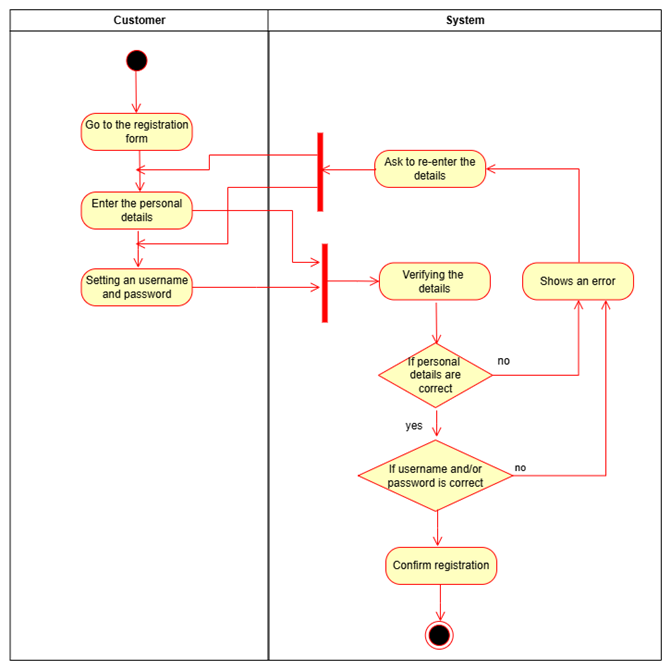 Customer
System
Go to the registration
form
Ask to re-enter the
details
Enter the personal
details
Setting an username
and password
Verifying the
details
Shows an error
If personal
details are
correct
no
yes
If username and/or
password is correct
no
Confirm registration